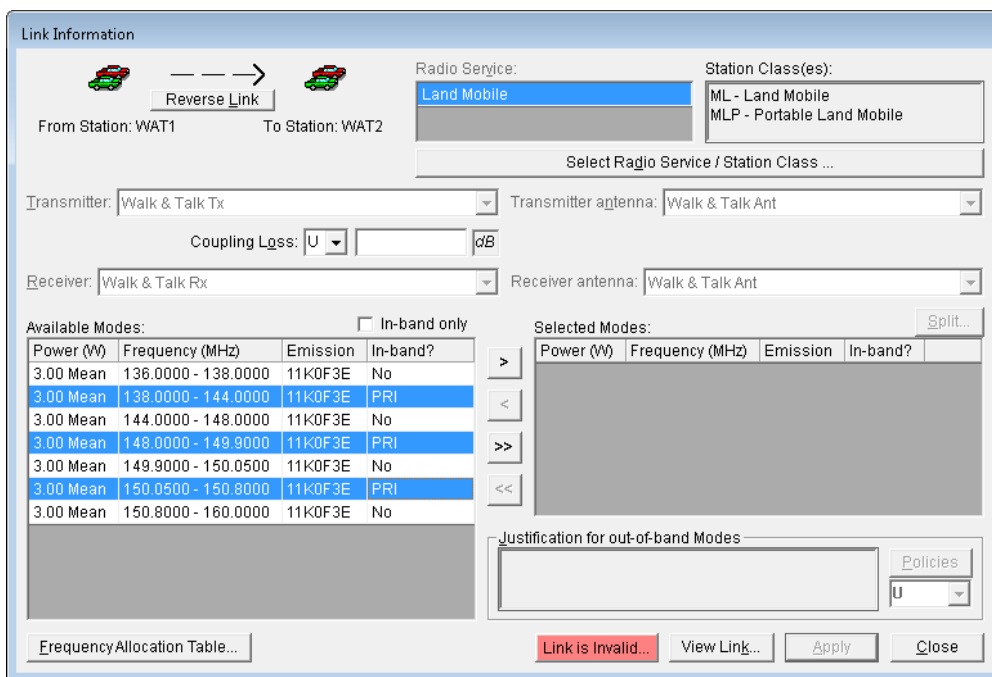 Link Information
Reverse Link
From Station: WAT1 To Station: WAT2
Radio Service:
Land Mobile
Station Class(es):
ML - Land Mobile
MLP - Portable Land Mobile
Select Radio Service / Station Class ...
Transmitter: Walk & Talk Tx
Transmitter antenna: Walk & Talk Ant
Coupling Loss: U dB
Receiver: Walk & Talk Rx
Receiver antenna: Walk & Talk Ant
Available Modes: In-band only
Power (W) Frequency (MHz) Emission In-band?
3.00 Mean 136.0000 - 138.0000 11K0F3E No
3.00 Mean 138.0000 - 144.0000 11K0F3E PRI
3.00 Mean 144.0000 - 148.0000 11K0F3E No
3.00 Mean 148.0000 - 149.9000 11K0F3E PRI
3.00 Mean 149.9000 - 150.0500 11K0F3E No
3.00 Mean 150.0500 - 150.8000 11K0F3E PRI
3.00 Mean 150.8000 - 160.0000 11K0F3E No
>
<
>>
<<
Split...
Selected Modes:
Power (W) Frequency (MHz) Emission In-band?
Justification for out-of-band Modes
Policies
U
Frequency Allocation Table...
Link is Invalid...
View Link...
Apply
Close